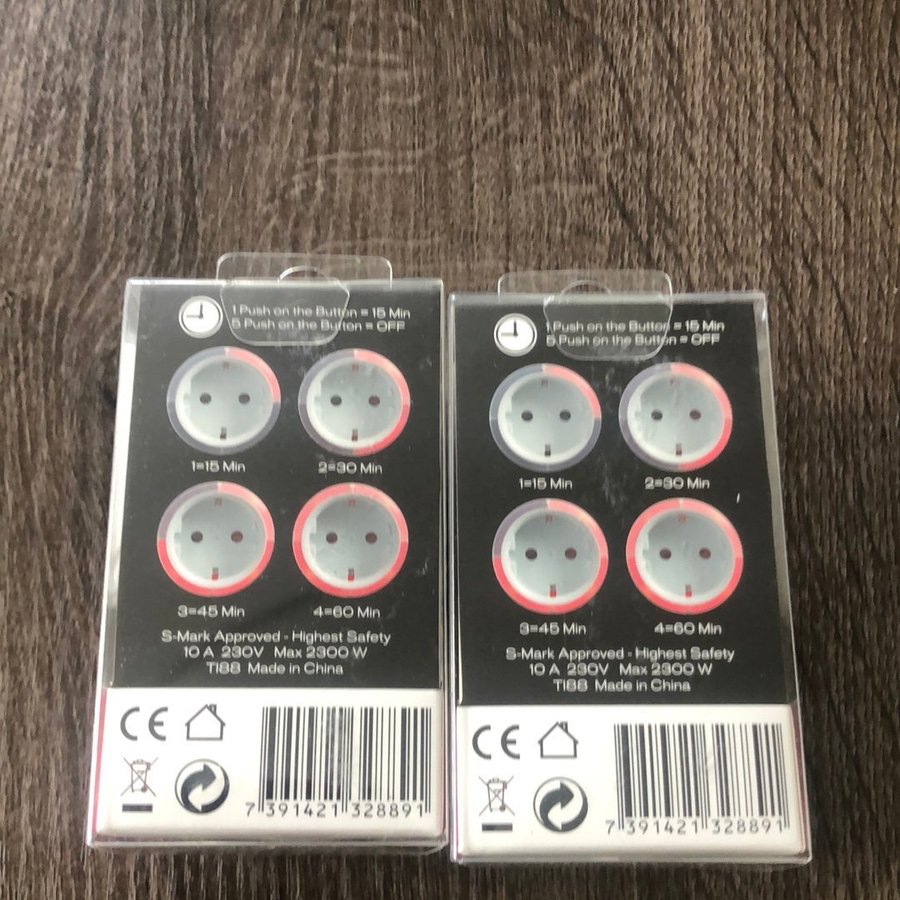 1 Push on the Button = 15 Min
5 Push on the Button = OFF
1=15 Min
2=30 Min
3=45 Min
4=60 Min
S-Mark Approved - Highest Safety
10 A 230V Max 2300 W
TI88 Made in China
CE
7 391421 328891
1 Push on the Button = 15 Min
5 Push on the Button = OFF
1=15 Min
2=30 Min
3=45 Min
4=60 Min
S-Mark Approved - Highest Safety
10 A 230V Max 2300 W
TI88 Made in China
CE
7 391421 328891